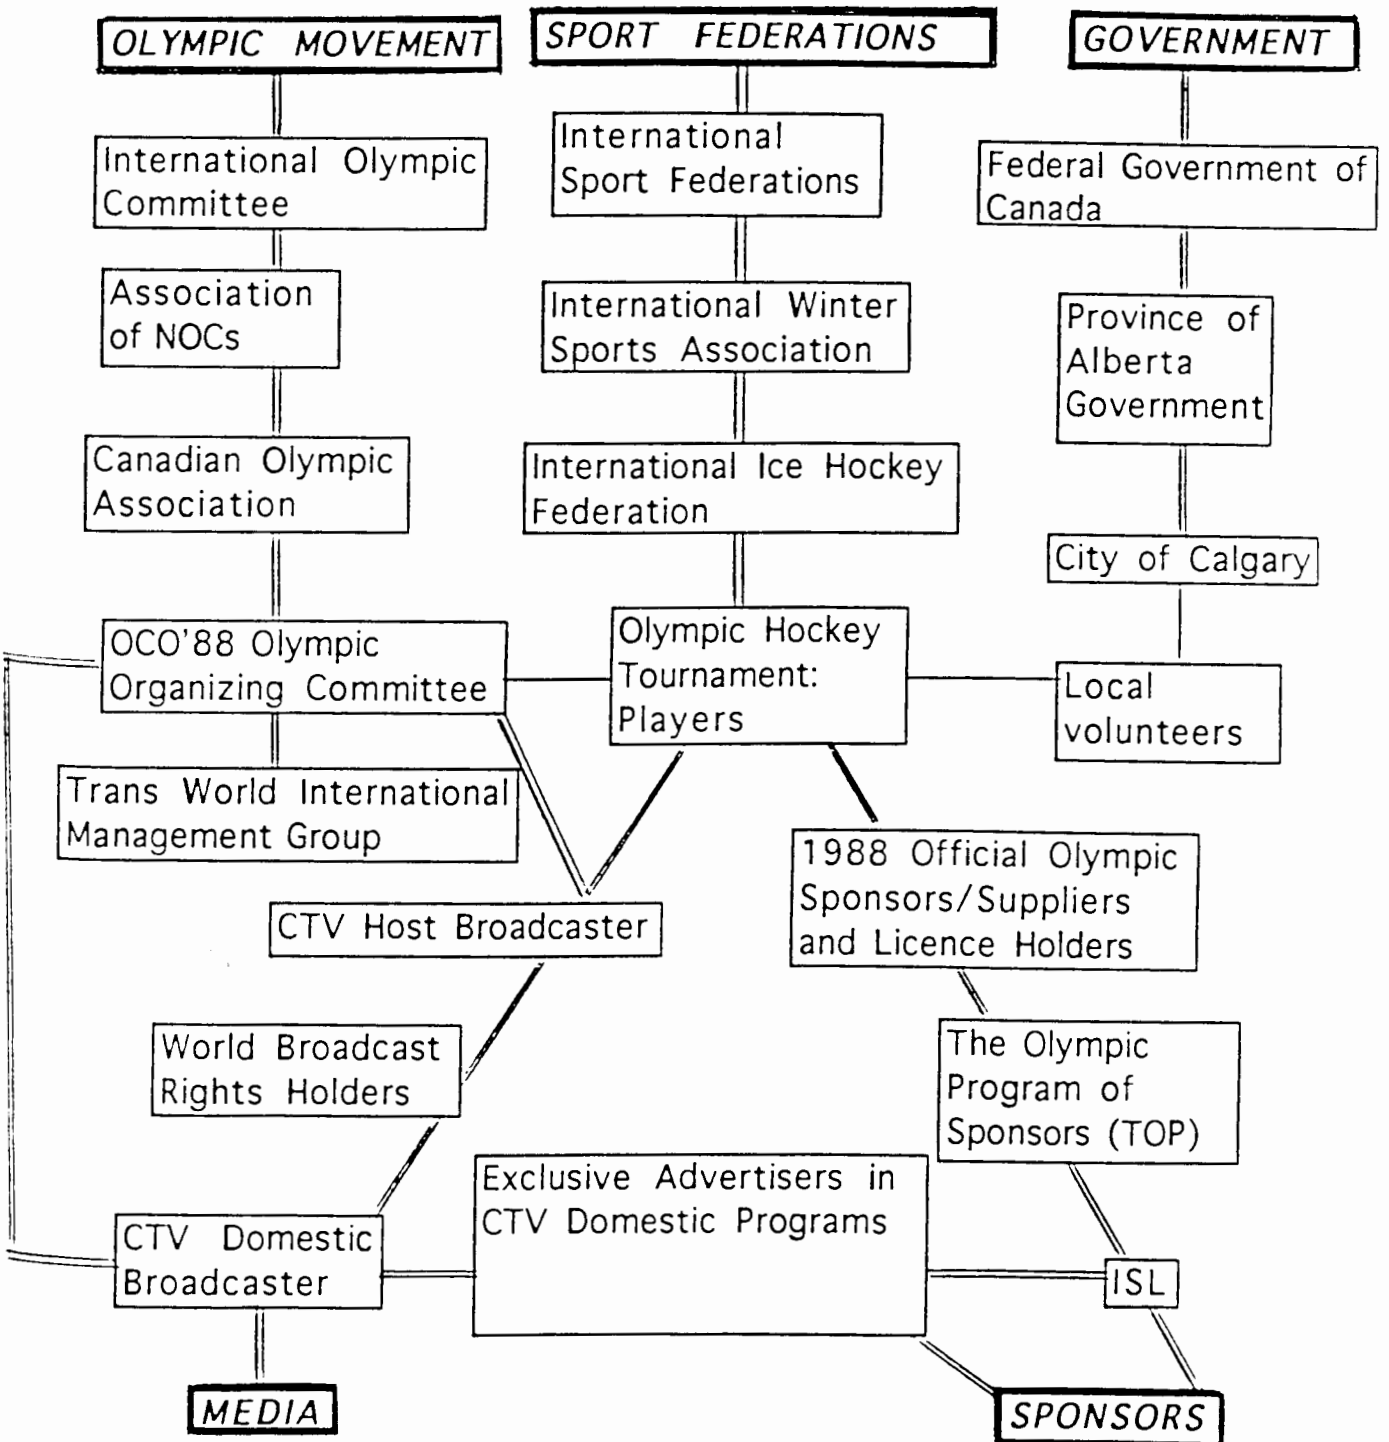 OLYMPIC MOVEMENT
SPORT FEDERATIONS
GOVERNMENT
International Olympic
Committee
International
Sport Federations
Federal Government of
Canada
Association
of NOCs
International Winter
Sports Association
Province of
Alberta
Government
Canadian Olympic
Association
International Ice Hockey
Federation
City of Calgary
OCO'88 Olympic
Organizing Committee
Olympic Hockey
Tournament:
Players
Local
volunteers
Trans World International
Management Group
1988 Official Olympic
Sponsors/Suppliers
and Licence Holders
CTV Host Broadcaster
World Broadcast
Rights Holders
The Olympic
Program of
Sponsors (TOP)
Exclusive Advertisers in
CTV Domestic Programs
CTV Domestic
Broadcaster
ISL
MEDIA
SPONSORS